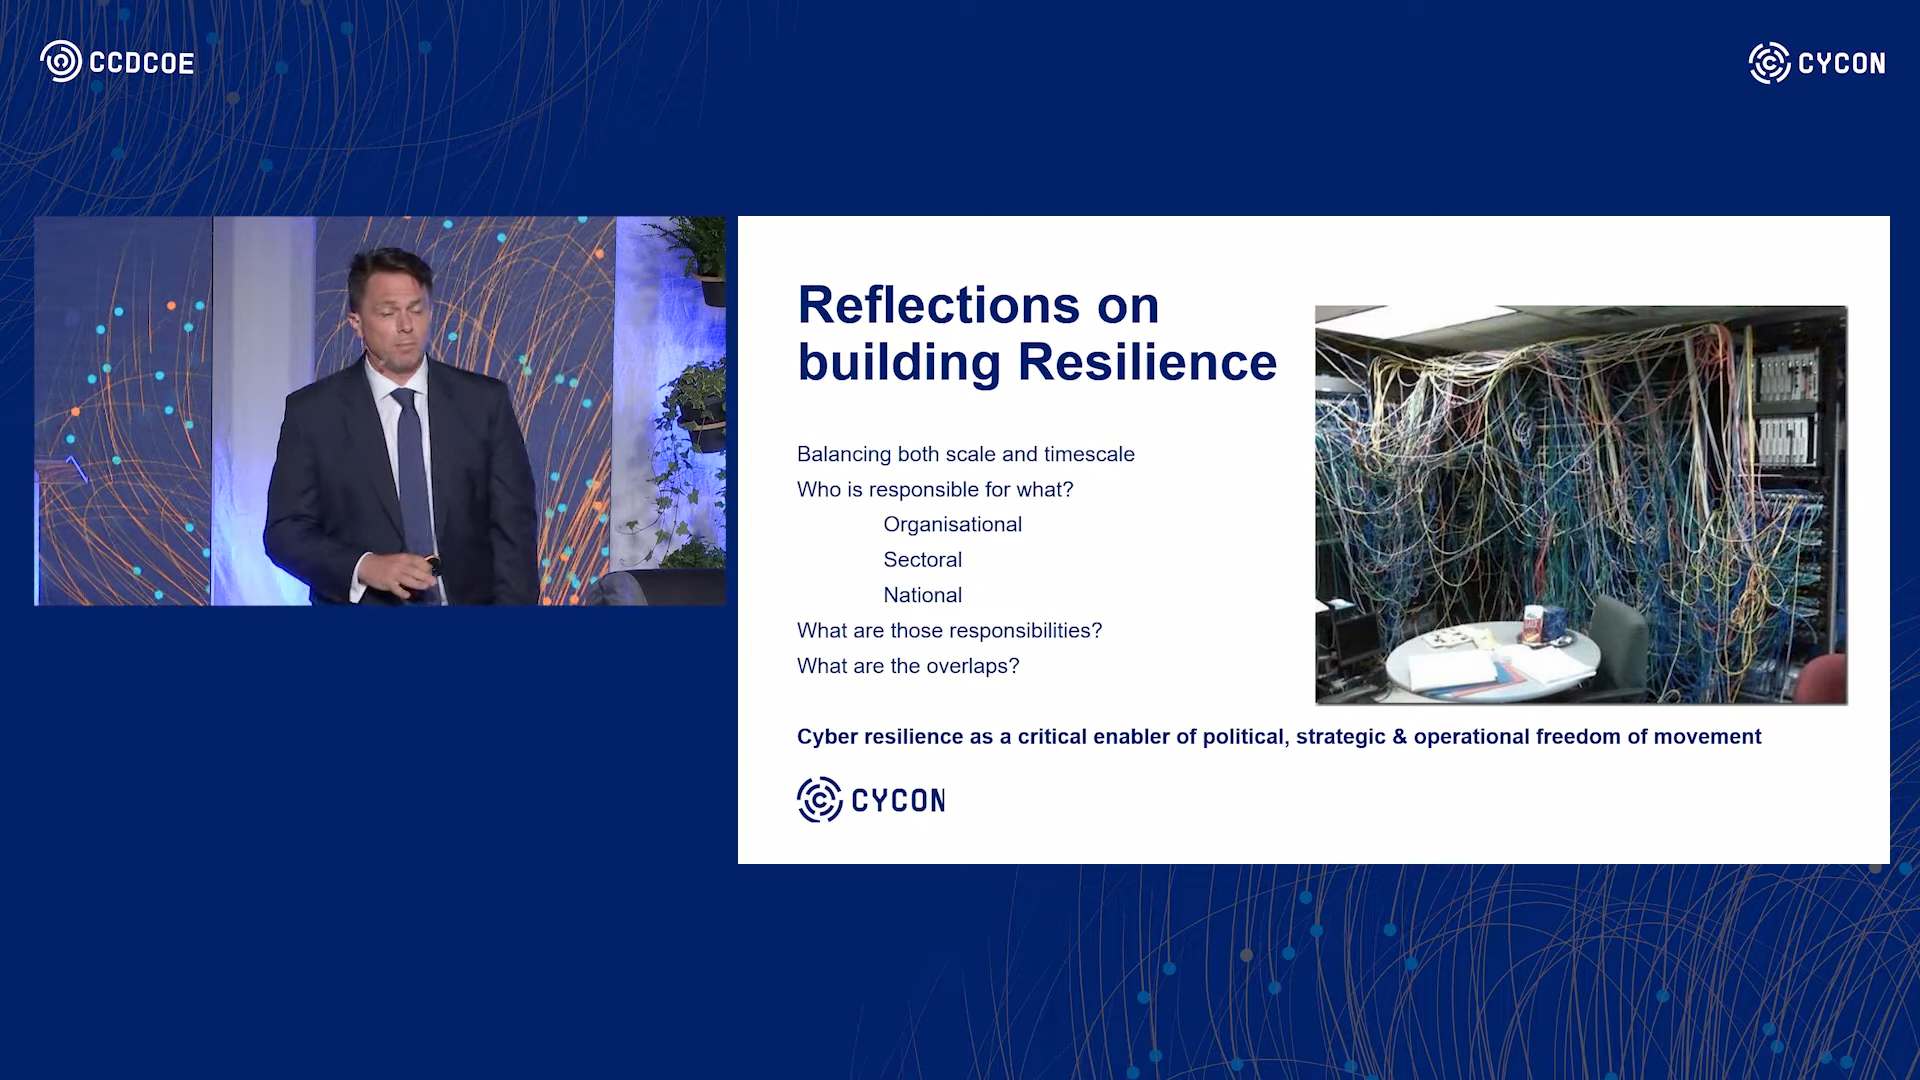 CCDCOE
CYCON
Reflections on
building Resilience
Balancing both scale and timescale
Who is responsible for what?
Organisational
Sectoral
National
What are those responsibilities?
What are the overlaps?
Cyber resilience as a critical enabler of political, strategic & operational freedom of movement
CYCON